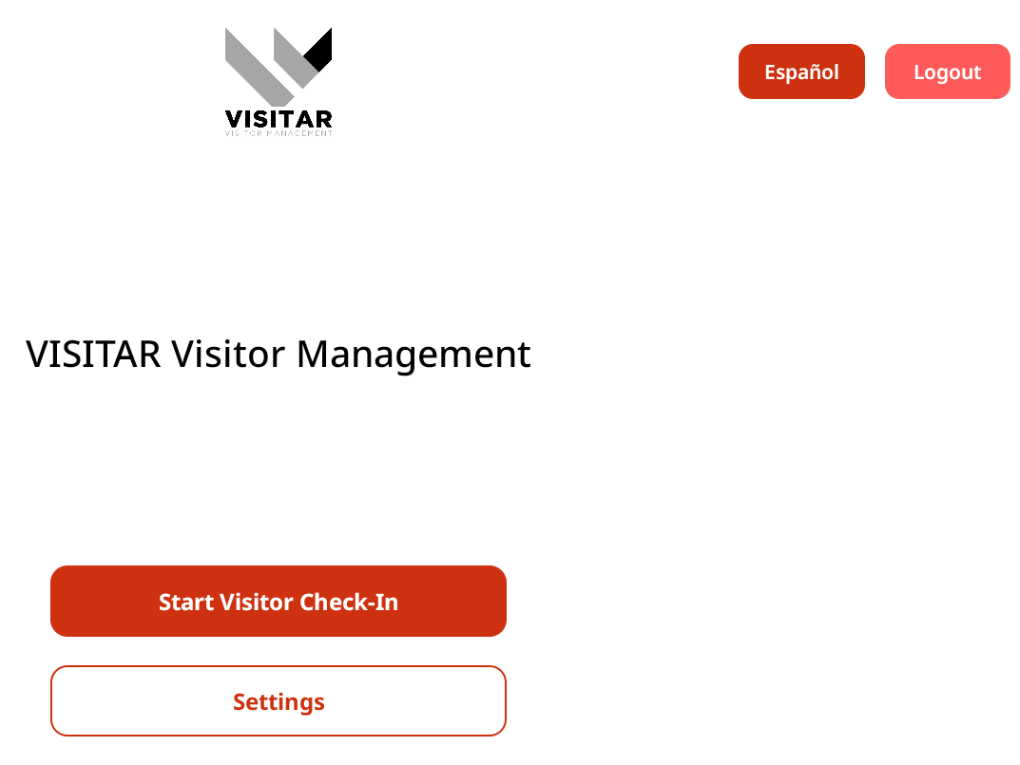 VISITAR
VISITOR MANAGEMENT
Español
Logout
VISITAR Visitor Management
Start Visitor Check-In
Settings